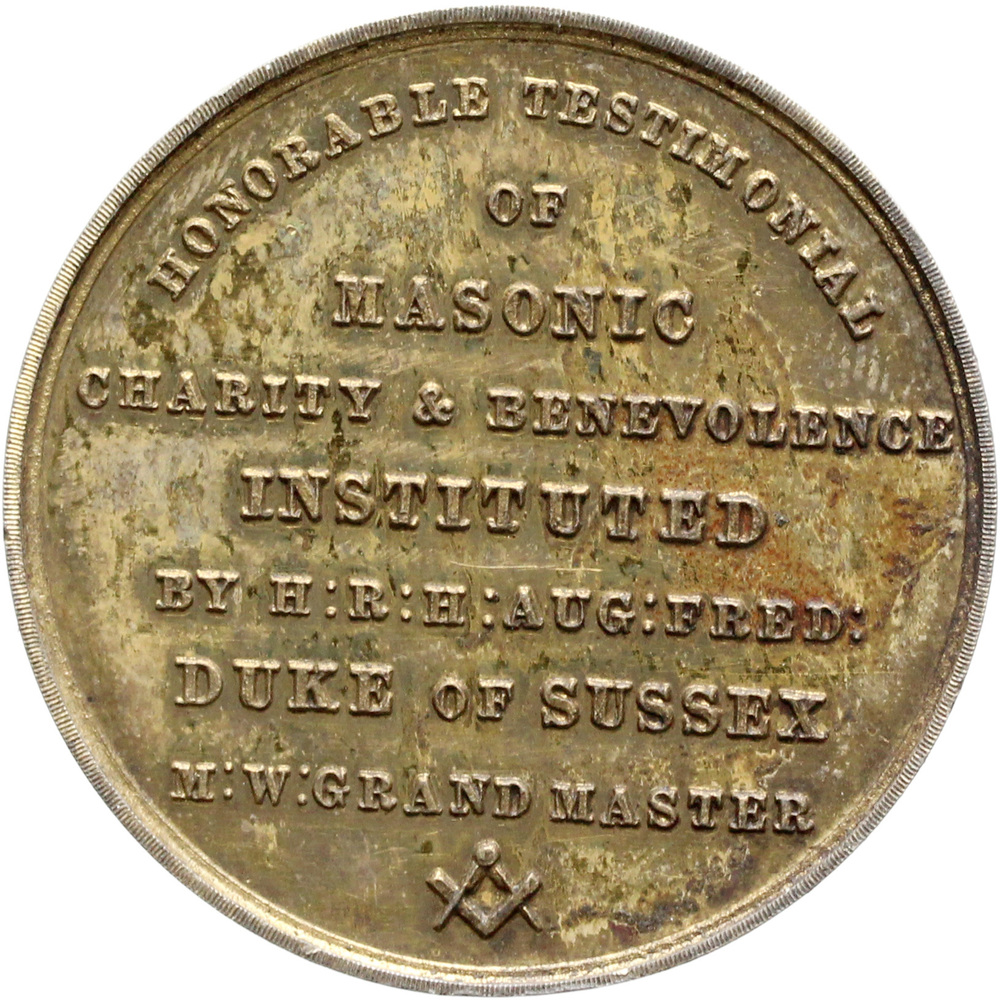 HONORABLE TESTIMONIAL
OF
MASONIC
CHARITY & BENEVOLENCE
INSTITUTED
BY H:R:H:AUG:FRED:
DUKE OF SUSSEX
M:W:GRAND MASTER